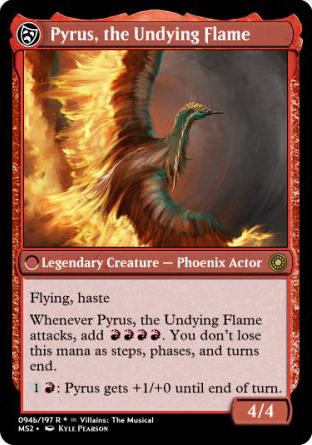 Pyrus, the Undying Flame
Legendary Creature — Phoenix Actor
Flying, haste
Whenever Pyrus, the Undying Flame
attacks, add. You don't lose
this mana as steps, phases, and turns
end.
1 : Pyrus gets +1/+0 until end of turn.
094b/197 R * ∞ Villains: The Musical
MS2 • Kyle Pearson
4/4